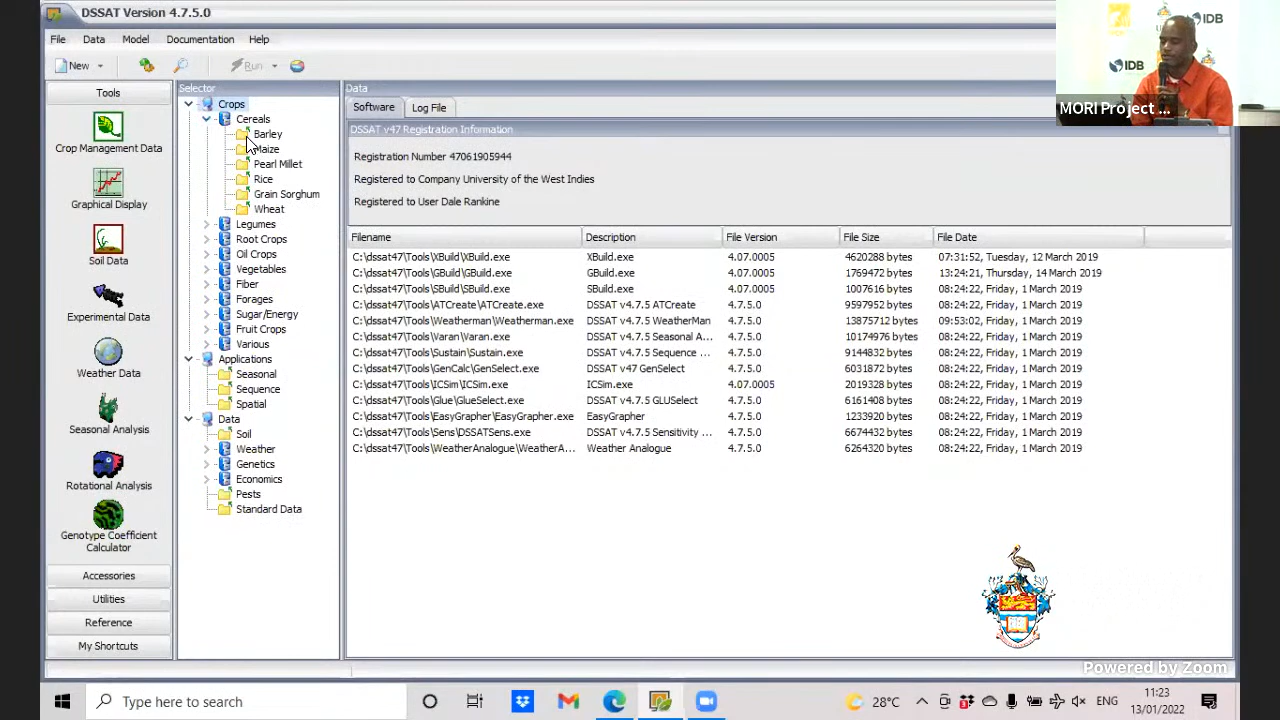 DSSAT Version 4.7.5.0
File Data Model Documentation Help
New Run
Tools
Crop Management Data
Graphical Display
Soil Data
Experimental Data
Weather Data
Seasonal Analysis
Rotational Analysis
Genotype Coefficient
Calculator
Accessories
Utilities
Reference
My Shortcuts
Selector
Crops
Cereals
Barley
Maize
Pearl Millet
Rice
Grain Sorghum
Wheat
Legumes
Root Crops
Oil Crops
Vegetables
Fiber
Forages
Sugar/Energy
Fruit Crops
Various
Applications
Seasonal
Sequence
Spatial
Data
Soil
Weather
Genetics
Economics
Pests
Standard Data
Data
Software Log File
DSSAT v47 Registration Information
Registration Number 47061905944
Registered to Company University of the West Indies
Registered to User Dale Rankine
Filename Description File Version File Size File Date
C:\dssat47\Tools\XBuild\XBuild.exe XBuild.exe 4.07.0005 4620288 bytes 07:31:52, Tuesday, 12 March 2019
C:\dssat47\Tools\GBuild\GBuild.exe GBuild.exe 4.07.0005 1769472 bytes 13:24:21, Thursday, 14 March 2019
C:\dssat47\Tools\SBuild\SBuild.exe SBuild.exe 4.07.0005 1007616 bytes 08:24:22, Friday, 1 March 2019
C:\dssat47\Tools\ATCreate\ATCreate.exe DSSAT v4.7.5 ATCreate 4.7.5.0 9597952 bytes 08:24:22, Friday, 1 March 2019
C:\dssat47\Tools\Weatherman\Weatherman.exe DSSAT v4.7.5 WeatherMan 4.7.5.0 13875712 bytes 09:53:02, Friday, 1 March 2019
C:\dssat47\Tools\Varan\Varan.exe DSSAT v4.7.5 Seasonal A... 4.7.5.0 10174976 bytes 08:24:22, Friday, 1 March 2019
C:\dssat47\Tools\Sustain\Sustain.exe DSSAT v4.7.5 Sequence ... 4.7.5.0 9144832 bytes 08:24:22, Friday, 1 March 2019
C:\dssat47\Tools\GenCalc\GenSelect.exe DSSAT v47 GenSelect 4.7.5.0 6031872 bytes 08:24:22, Friday, 1 March 2019
C:\dssat47\Tools\ICSim\ICSim.exe ICSim.exe 4.07.0005 2019328 bytes 08:24:22, Friday, 1 March 2019
C:\dssat47\Tools\Glue\GlueSelect.exe DSSAT v4.7.5 GLUSelect 4.7.5.0 6161408 bytes 08:24:22, Friday, 1 March 2019
C:\dssat47\Tools\EasyGrapher\EasyGrapher.exe EasyGrapher 4.7.5.0 1233920 bytes 08:24:22, Friday, 1 March 2019
C:\dssat47\Tools\Sens\DSSATSens.exe DSSAT v4.7.5 Sensitivity ... 4.7.5.0 6674432 bytes 08:24:22, Friday, 1 March 2019
C:\dssat47\Tools\WeatherAnalogue\WeatherA... Weather Analogue 4.7.5.0 6264320 bytes 08:24:22, Friday, 1 March 2019
IDB
IDB
MORI Project ...
Powered by Zoom
Type here to search
28°C
ENG
11:23
13/01/2022